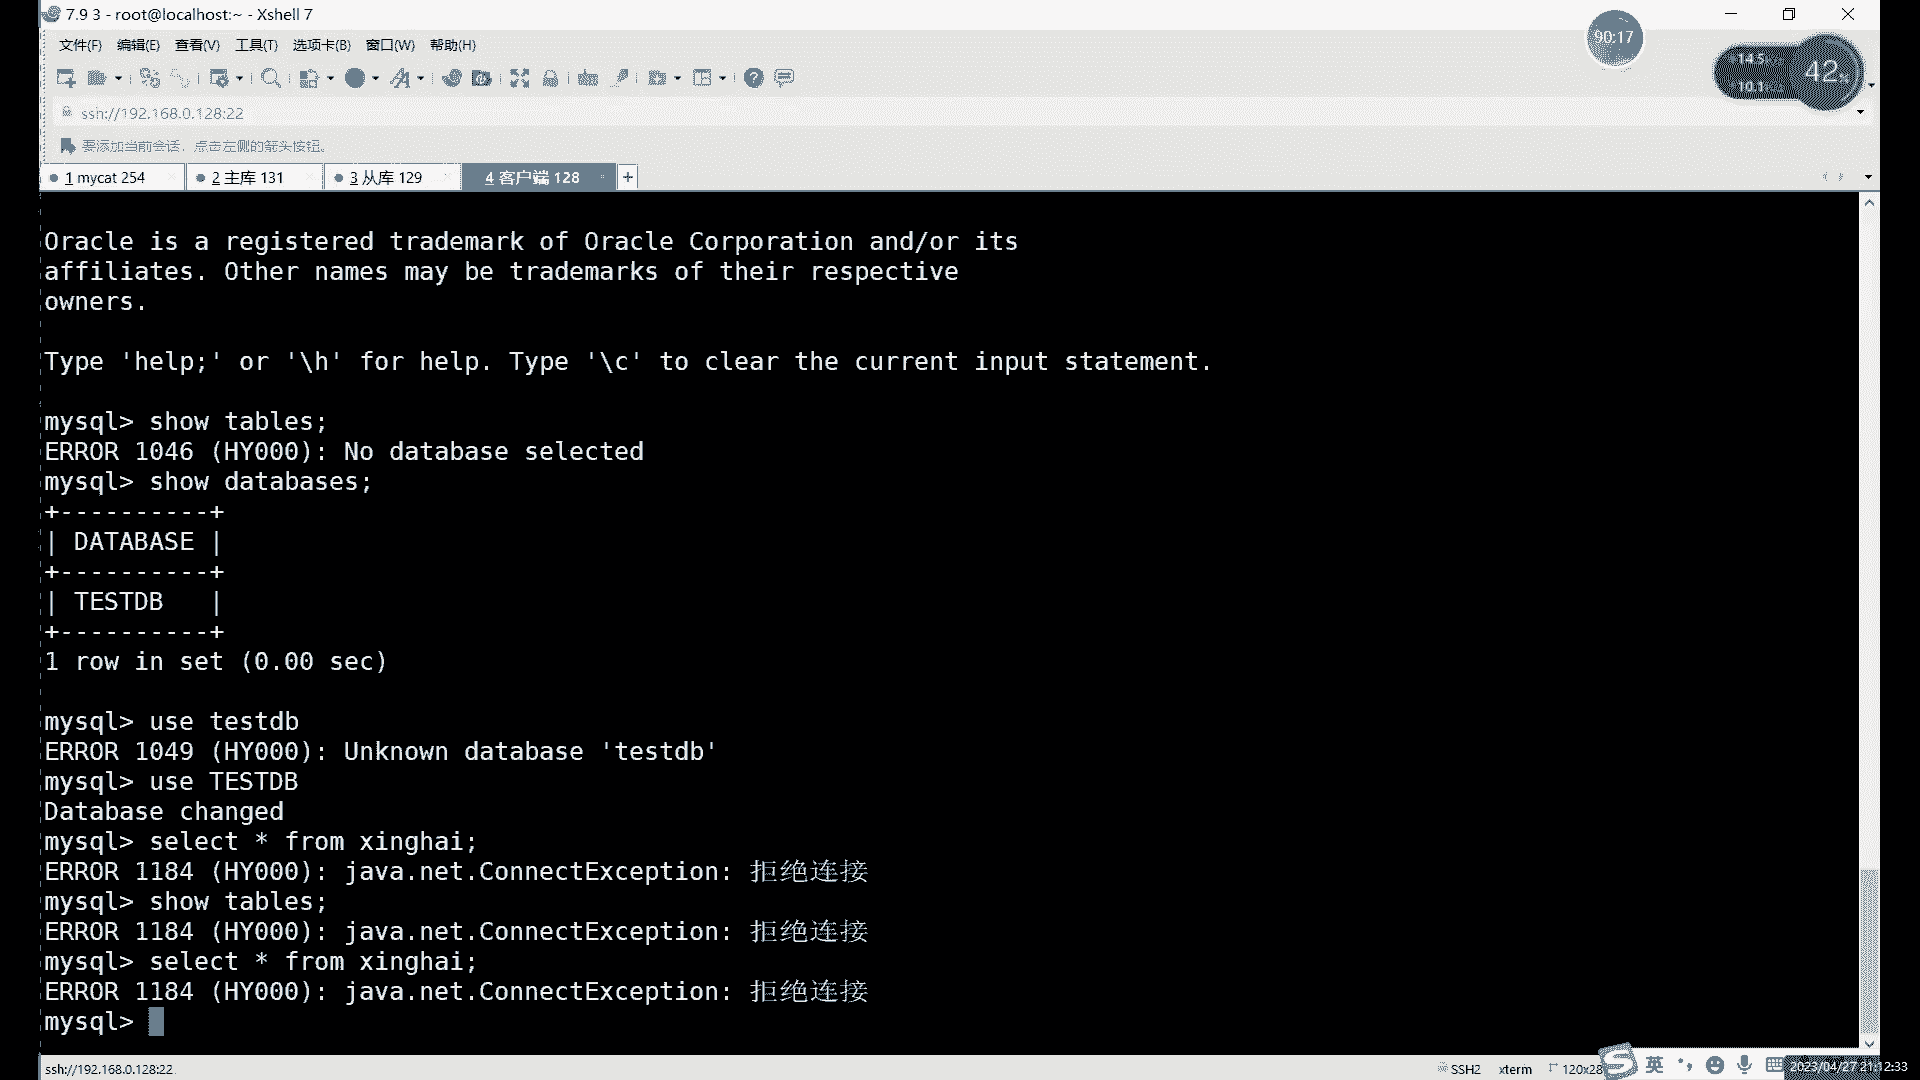 7.9 3 - root@localhost:~ - Xshell 7
文件(F) 编辑(E) 查看(V) 工具(T) 选项卡(B) 窗口(W) 帮助(H)
90:17
42%
ssh://192.168.0.128:22
要添加当前会话，点击左侧的箭头按钮。
1 mycat 254
2 主库 131
3 从库 129
4 客户端 128
Oracle is a registered trademark of Oracle Corporation and/or its
affiliates. Other names may be trademarks of their respective
owners.
Type 'help;' or '\h' for help. Type '\c' to clear the current input statement.
mysql> show tables;
ERROR 1046 (HY000): No database selected
mysql> show databases;
+----------+
| DATABASE |
+----------+
| TESTDB   |
+----------+
1 row in set (0.00 sec)
mysql> use testdb
ERROR 1049 (HY000): Unknown database 'testdb'
mysql> use TESTDB
Database changed
mysql> select * from xinghai;
ERROR 1184 (HY000): java.net.ConnectException: 拒绝连接
mysql> show tables;
ERROR 1184 (HY000): java.net.ConnectException: 拒绝连接
mysql> select * from xinghai;
ERROR 1184 (HY000): java.net.ConnectException: 拒绝连接
mysql>
ssh://192.168.0.128:22
SSH2 xterm 120x28
英
2023/04/27 21:12:33